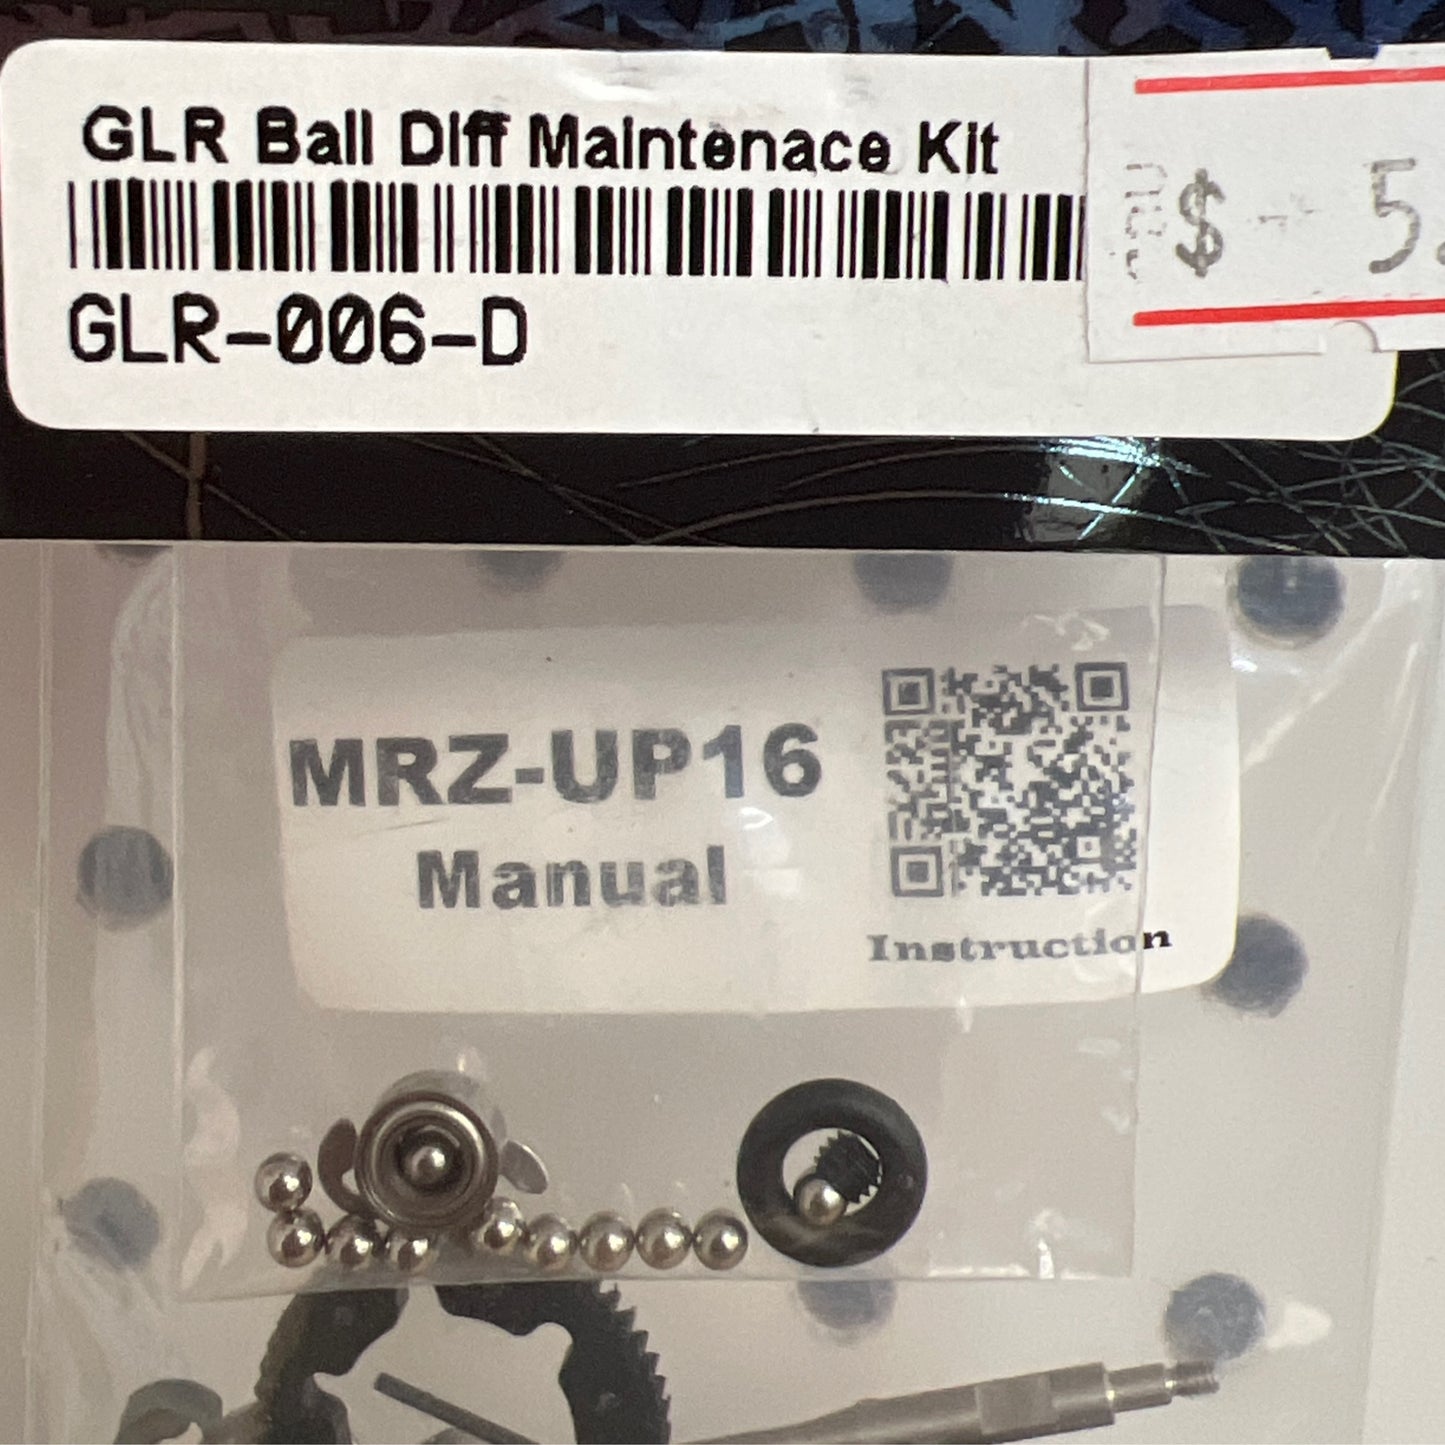 GLR Ball Diff Maintenace Kit
$ 5.
GLR-006-D
MRZ-UP16
Manual
Instruction